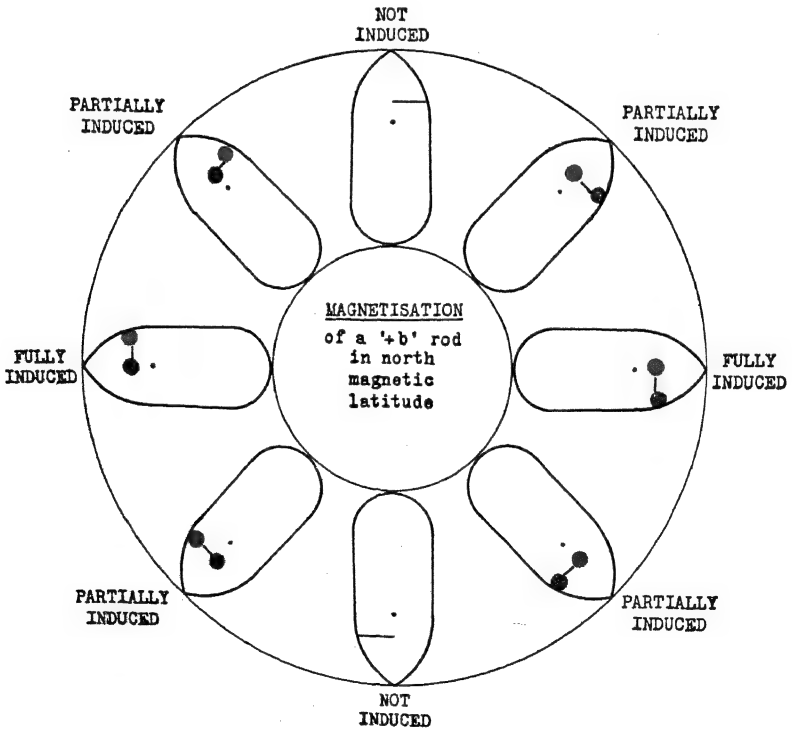 NOT
INDUCED
PARTIALLY
INDUCED
PARTIALLY
INDUCED
MAGNETISATION
of a '+b' rod
in north
magnetic
latitude
FULLY
INDUCED
FULLY
INDUCED
PARTIALLY
INDUCED
PARTIALLY
INDUCED
NOT
INDUCED